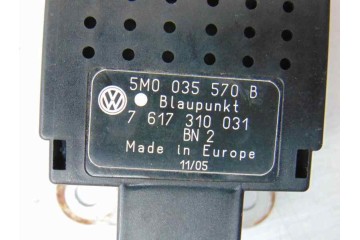 5M0 035 570 B
Blaupunkt
7 617 310 031
BN 2
Made in Europe
11/05